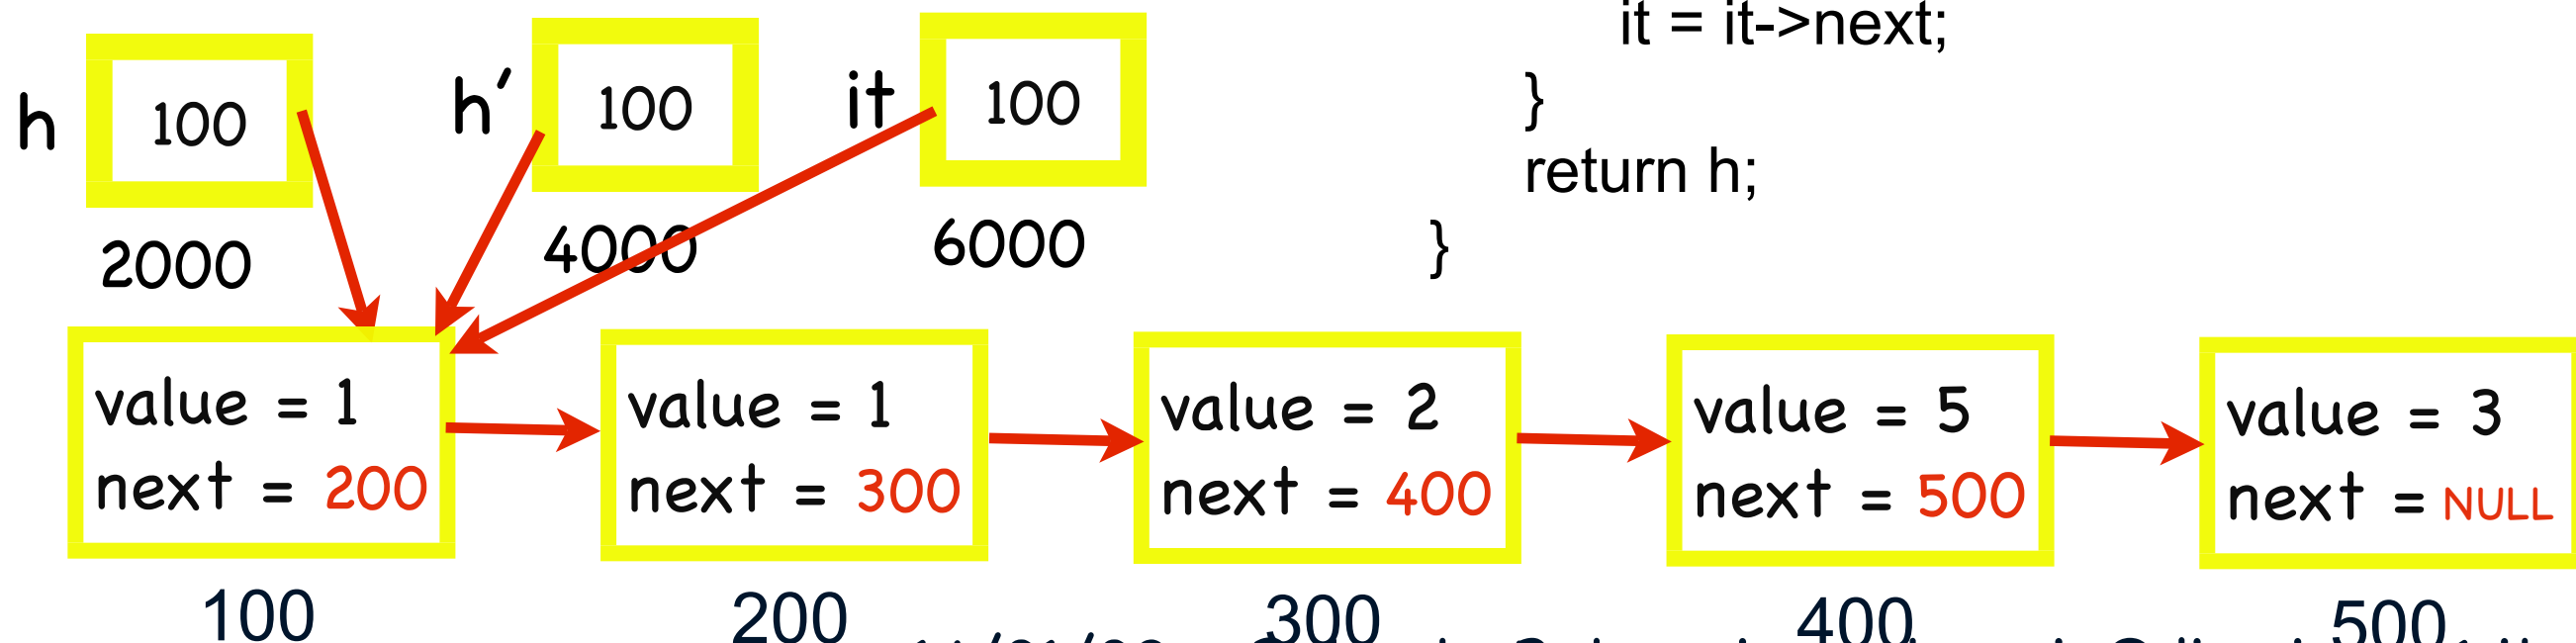 it = it->next;
}
return h;
}
h 100 h′ 100 it 100
2000 4000 6000
value = 1 value = 1 value = 2 value = 5 value = 3
next = 200 next = 300 next = 400 next = 500 next = NULL
100 200 300 400 500